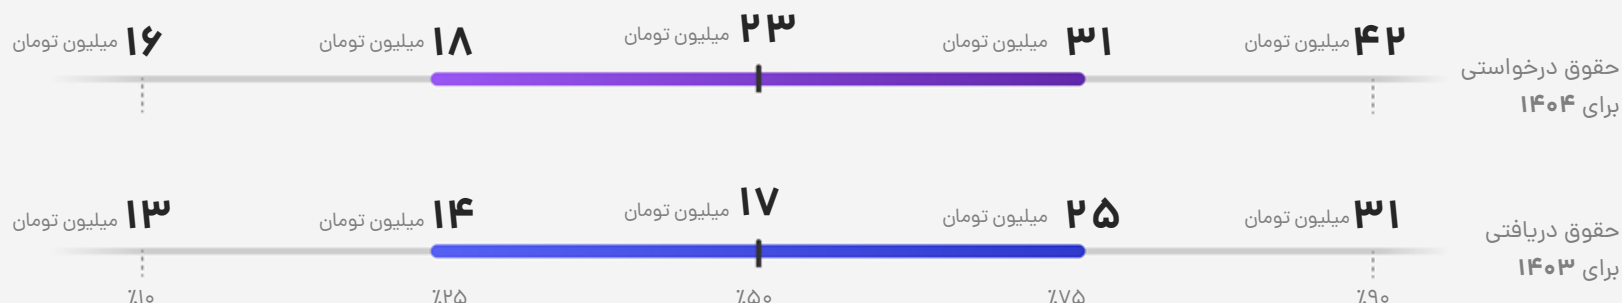 ۴۲ میلیون تومان
۳۱ میلیون تومان
۲۳ میلیون تومان
۱۸ میلیون تومان
۱۶ میلیون تومان
حقوق درخواستی
برای ۱۴۰۴
۳۱ میلیون تومان
۲۵ میلیون تومان
۱۷ میلیون تومان
۱۴ میلیون تومان
۱۳ میلیون تومان
حقوق دریافتی
برای ۱۴۰۳
٪۹۰
٪۷۵
٪۵۰
٪۲۵
٪۱۰